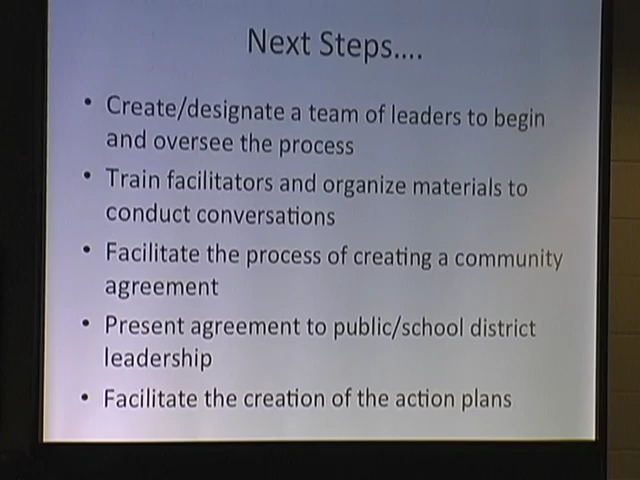 Next Steps....
• Create/designate a team of leaders to begin
and oversee the process
• Train facilitators and organize materials to
conduct conversations
• Facilitate the process of creating a community
agreement
• Present agreement to public/school district
leadership
• Facilitate the creation of the action plans